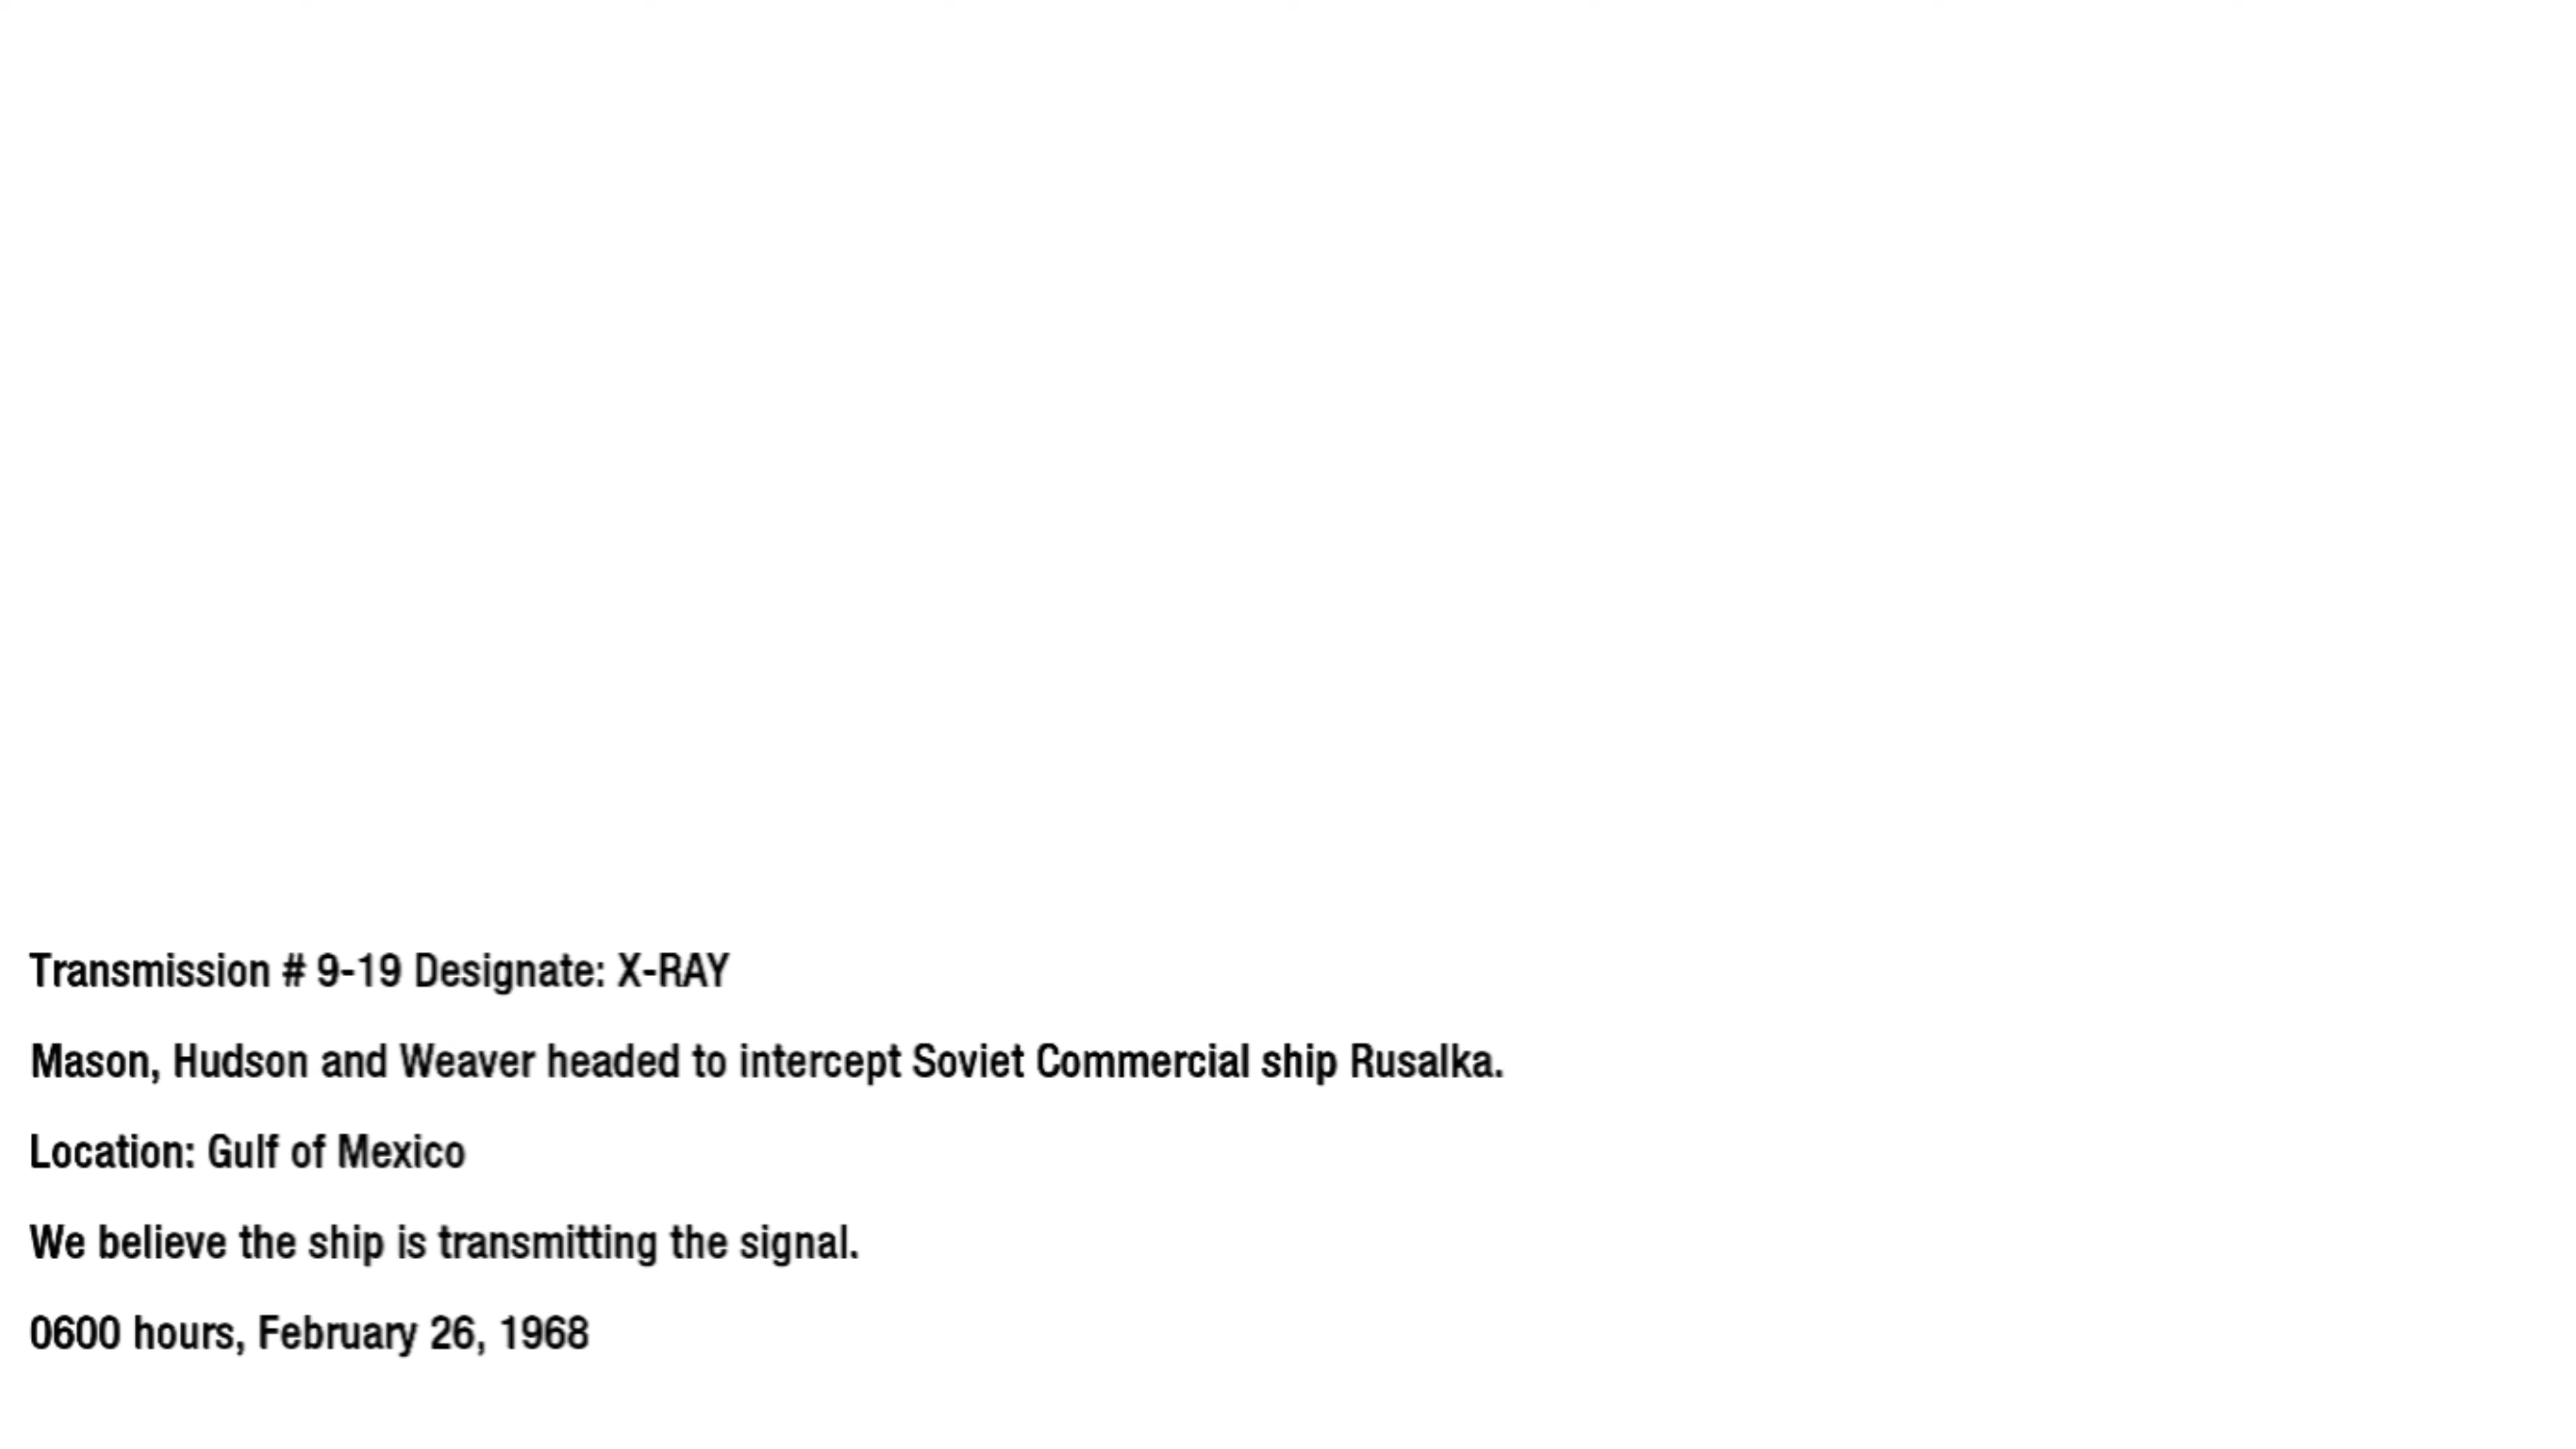 Transmission # 9-19 Designate: X-RAY
Mason, Hudson and Weaver headed to intercept Soviet Commercial ship Rusalka.
Location: Gulf of Mexico
We believe the ship is transmitting the signal.
0600 hours, February 26, 1968